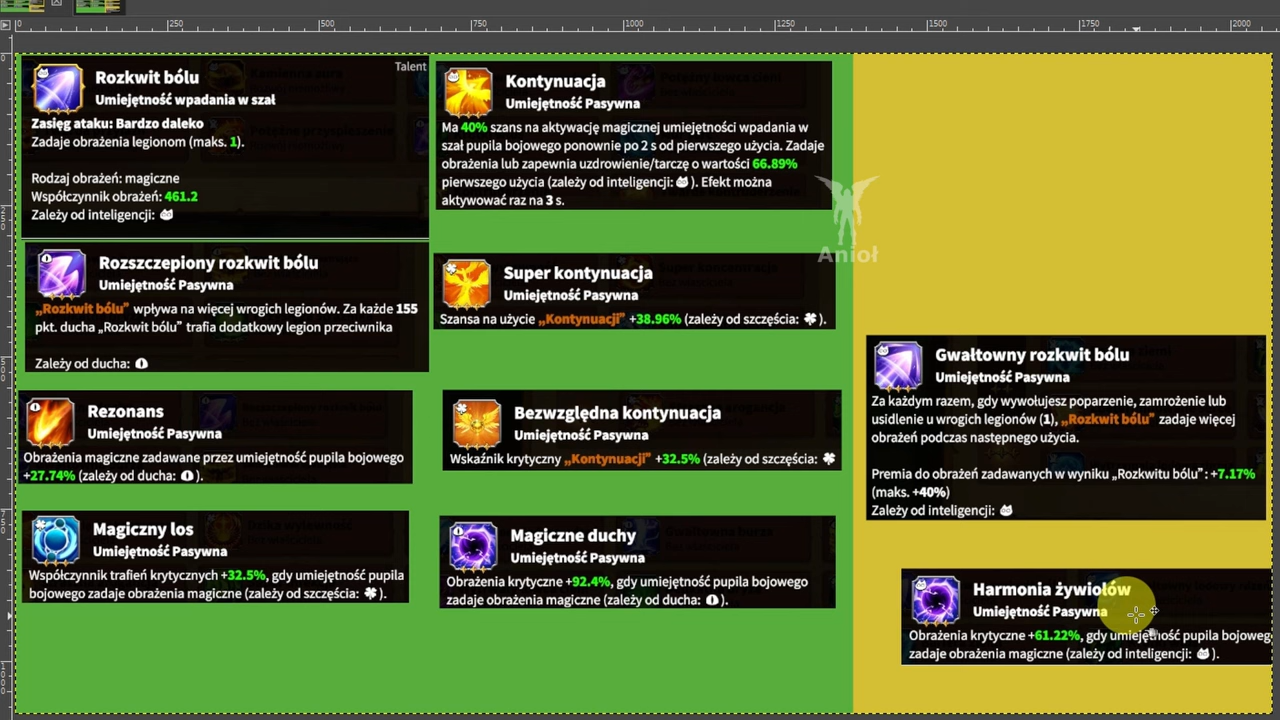 0
250
500
750
1000
1250
1500
1750
2000
Talent
Rozkwit bólu
Umiejętność wpadania w szał
Zasięg ataku: Bardzo daleko
Zadaje obrażenia legionom (maks. 1).
Rodzaj obrażeń: magiczne
Współczynnik obrażeń: 461.2
Zależy od inteligencji:
Rozszczepiony rozkwit bólu
Umiejętność Pasywna
„Rozkwit bólu” wpływa na więcej wrogich legionów. Za każde 155
pkt. ducha „Rozkwit bólu” trafia dodatkowy legion przeciwnika
Zależy od ducha:
Rezonans
Umiejętność Pasywna
Obrażenia magiczne zadawane przez umiejętność pupila bojowego
+27.74% (zależy od ducha: ).
Magiczny los
Umiejętność Pasywna
Współczynnik trafień krytycznych +32.5%, gdy umiejętność pupila
bojowego zadaje obrażenia magiczne (zależy od szczęścia: ).
Kontynuacja
Umiejętność Pasywna
Ma 40% szans na aktywację magicznej umiejętności wpadania w
szał pupila bojowego ponownie po 2 s od pierwszego użycia. Zadaje
obrażenia lub zapewnia uzdrowienie/tarczę o wartości 66.89%
pierwszego użycia (zależy od inteligencji: ). Efekt można
aktywować raz na 3 s.
Anioł
Super kontynuacja
Umiejętność Pasywna
Szansa na użycie „Kontynuacji” +38.96% (zależy od szczęścia: ).
Bezwzględna kontynuacja
Umiejętność Pasywna
Wskaźnik krytyczny „Kontynuacji” +32.5% (zależy od szczęścia:
Magiczne duchy
Umiejętność Pasywna
Obrażenia krytyczne +92.4%, gdy umiejętność pupila bojowego
zadaje obrażenia magiczne (zależy od ducha: ).
Gwałtowny rozkwit bólu
Umiejętność Pasywna
Za każdym razem, gdy wywołujesz poparzenie, zamrożenie lub
usidlenie u wrogich legionów (1), „Rozkwit bólu” zadaje więcej
obrażeń podczas następnego użycia.
Premia do obrażeń zadawanych w wyniku „Rozkwitu bólu”: +7.17%
(maks. +40%)
Zależy od inteligencji:
Harmonia żywiołów
Umiejętność Pasywna
Obrażenia krytyczne +61.22%, gdy umiejętność pupila bojoweg
zadaje obrażenia magiczne (zależy od inteligencji: ).